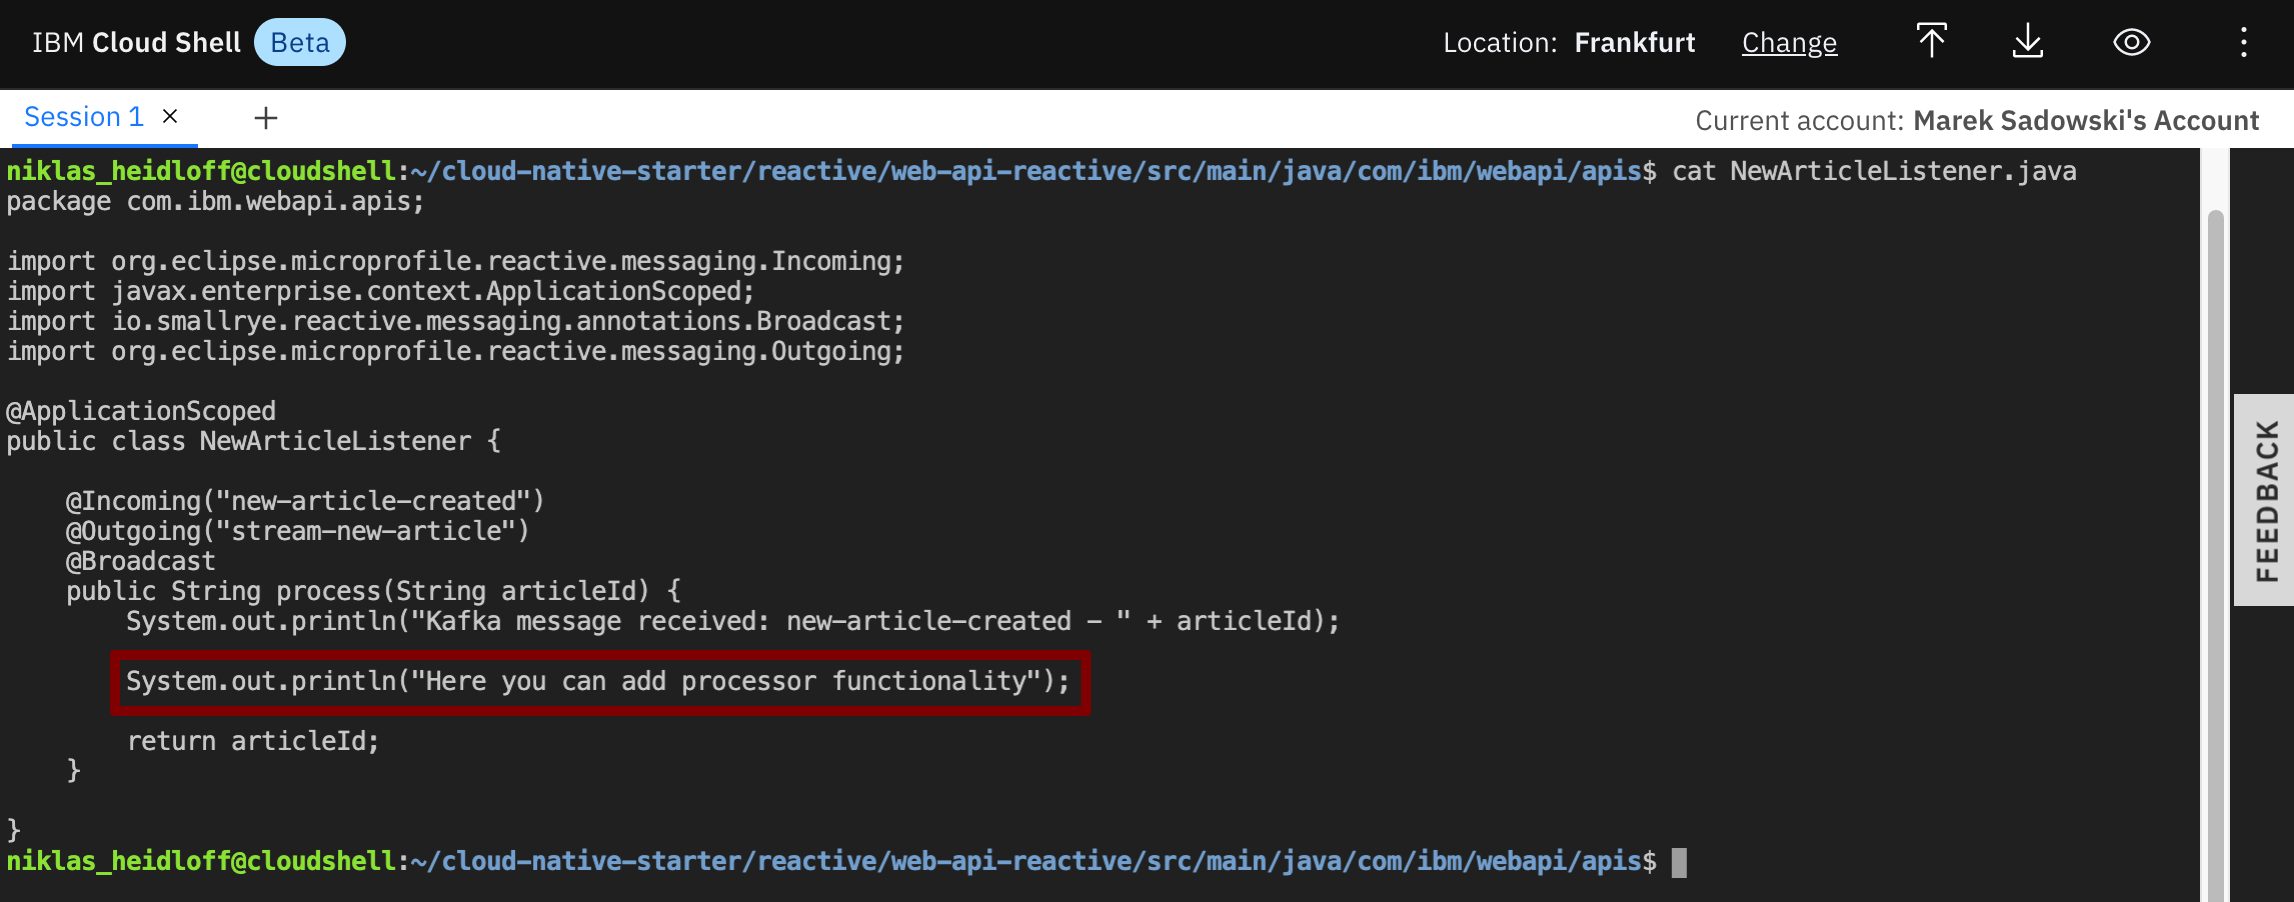 IBM Cloud Shell Beta Location: Frankfurt Change
Session 1 × + Current account: Marek Sadowski's Account
niklas_heidloff@cloudshell:~/cloud-native-starter/reactive/web-api-reactive/src/main/java/com/ibm/webapi/apis$ cat NewArticleListener.java
package com.ibm.webapi.apis;

import org.eclipse.microprofile.reactive.messaging.Incoming;
import javax.enterprise.context.ApplicationScoped;
import io.smallrye.reactive.messaging.annotations.Broadcast;
import org.eclipse.microprofile.reactive.messaging.Outgoing;

@ApplicationScoped
public class NewArticleListener {

    @Incoming("new-article-created")
    @Outgoing("stream-new-article")
    @Broadcast
    public String process(String articleId) {
        System.out.println("Kafka message received: new-article-created - " + articleId);

        System.out.println("Here you can add processor functionality");

        return articleId;
    }

}
niklas_heidloff@cloudshell:~/cloud-native-starter/reactive/web-api-reactive/src/main/java/com/ibm/webapi/apis$
FEEDBACK